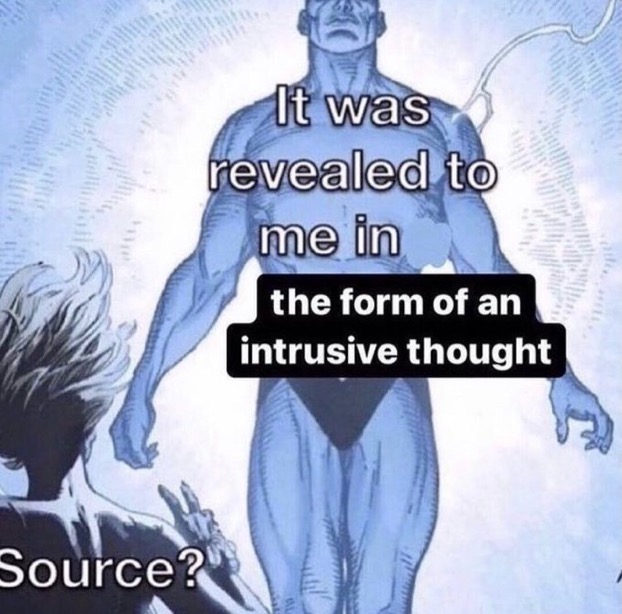 It was
revealed to
me in
the form of an
intrusive thought
Source?